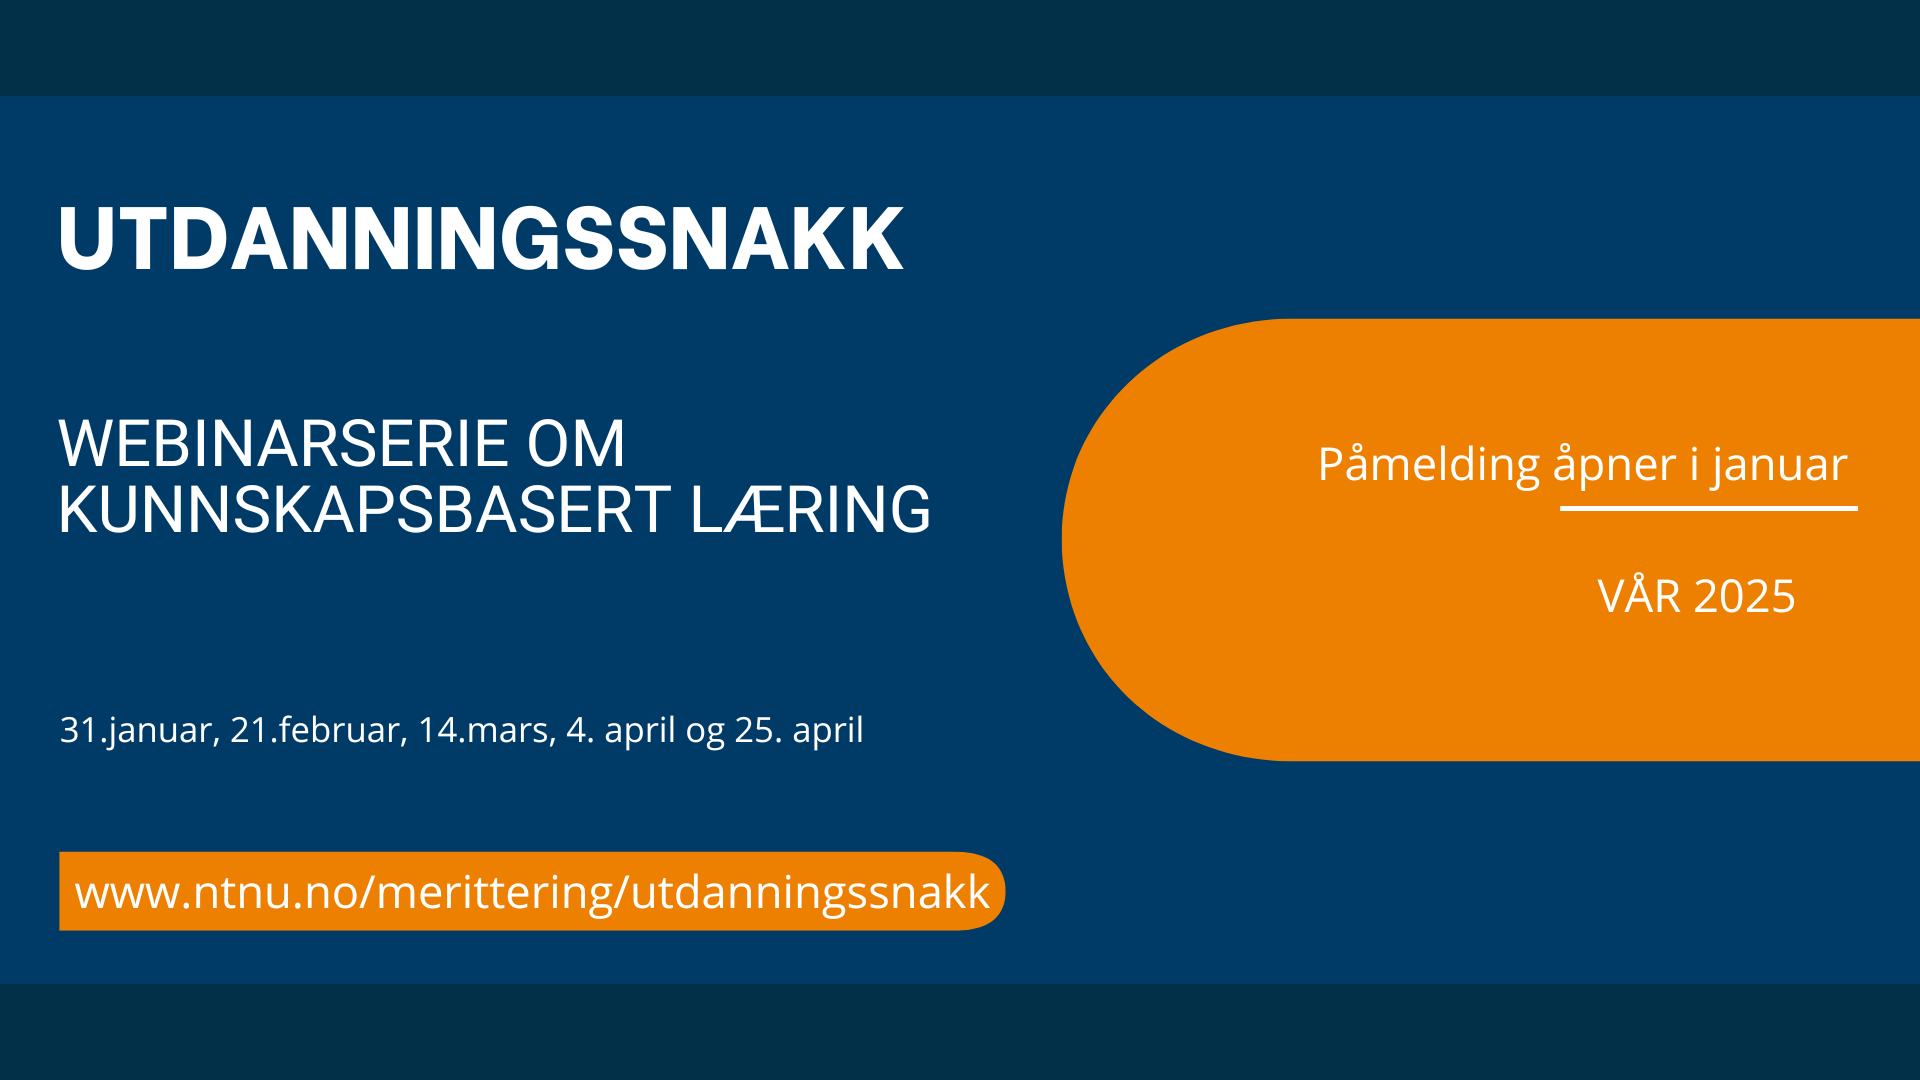 UTDANNINGSSNAKK
WEBINARSERIE OM
KUNNSKAPSBASERT LÆRING
Påmelding åpner i januar
VÅR 2025
31.januar, 21.februar, 14.mars, 4. april og 25. april
www.ntnu.no/merittering/utdanningssnakk